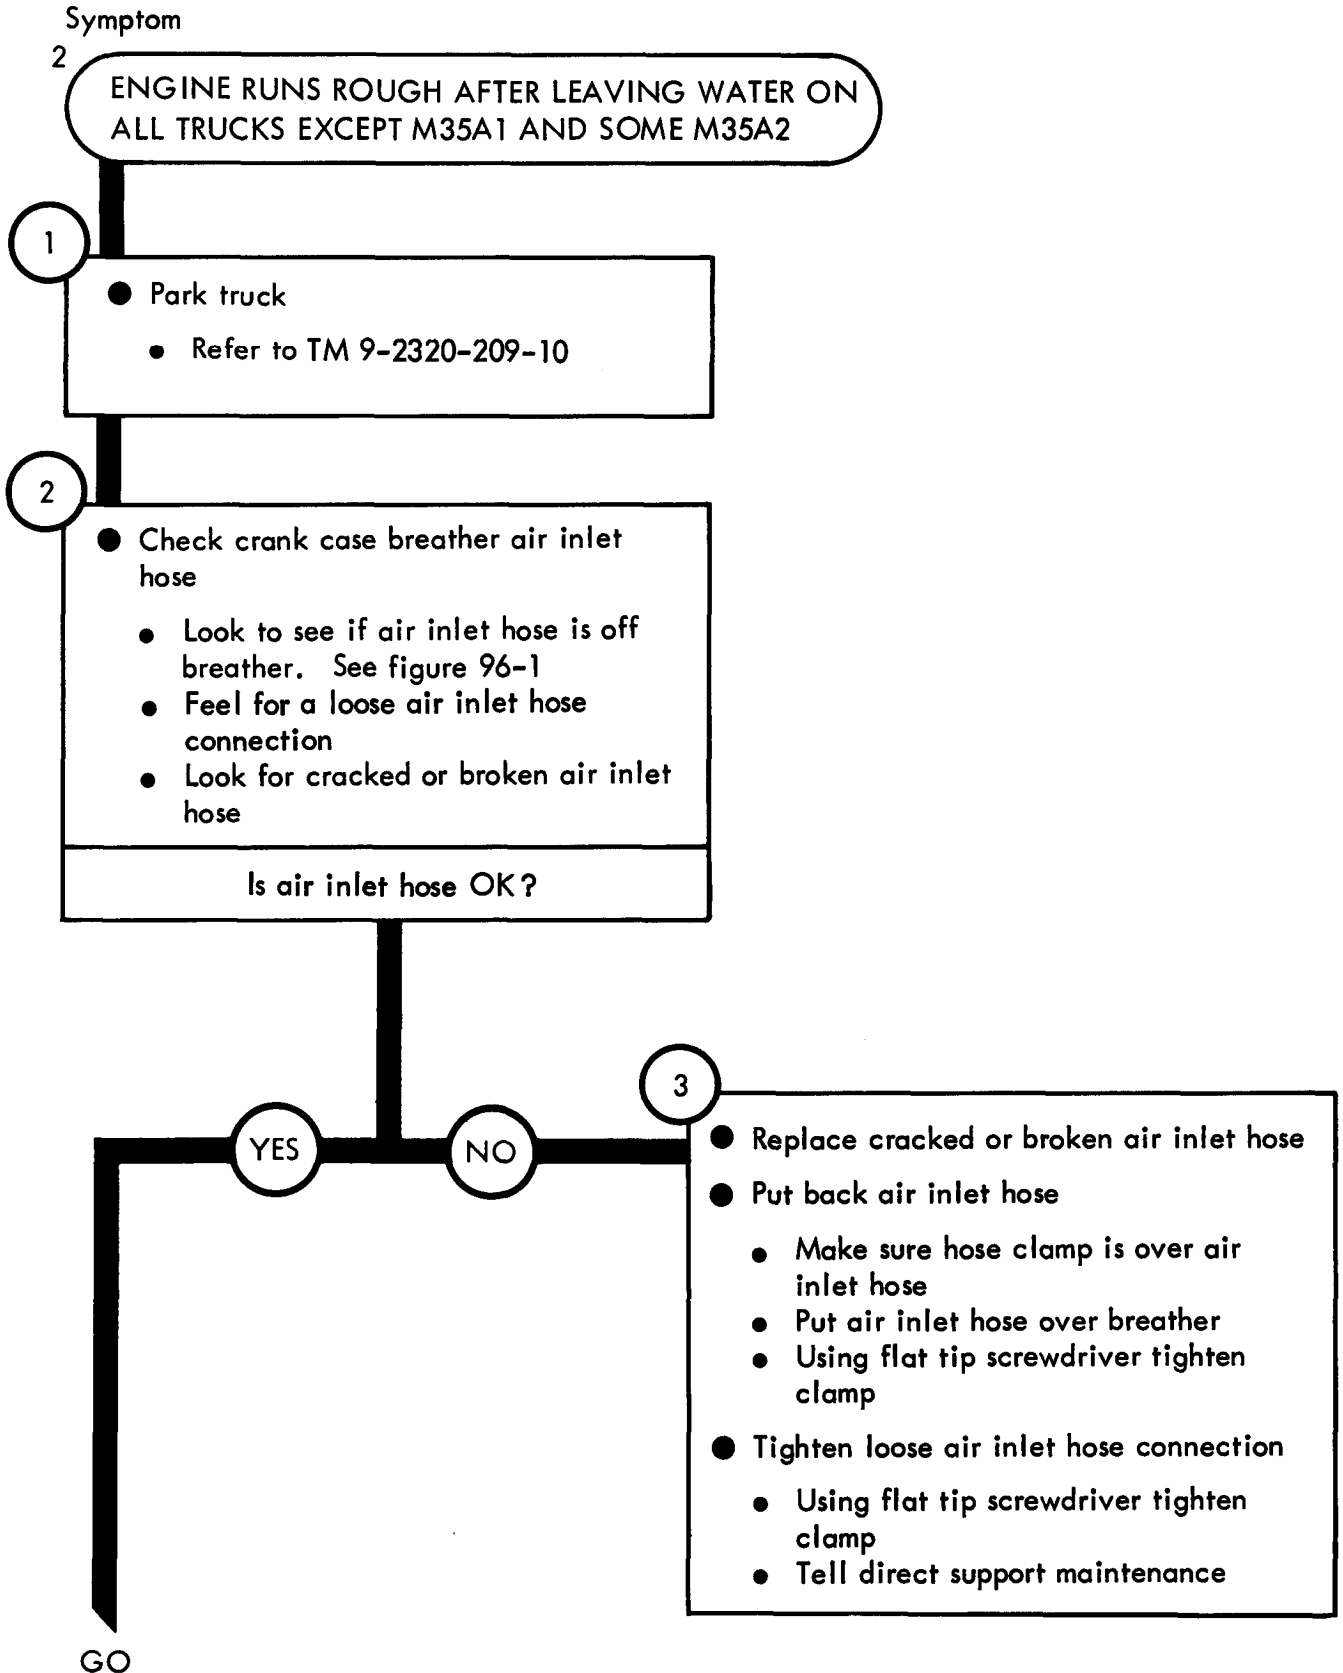 Symptom
2
ENGINE RUNS ROUGH AFTER LEAVING WATER ON
ALL TRUCKS EXCEPT M35A1 AND SOME M35A2
1
● Park truck
● Refer to TM 9-2320-209-10
2
● Check crank case breather air inlet
hose
● Look to see if air inlet hose is off
breather. See figure 96-1
● Feel for a loose air inlet hose
connection
● Look for cracked or broken air inlet
hose
Is air inlet hose OK?
YES
NO
3
● Replace cracked or broken air inlet hose
● Put back air inlet hose
● Make sure hose clamp is over air
inlet hose
● Put air inlet hose over breather
● Using flat tip screwdriver tighten
clamp
● Tighten loose air inlet hose connection
● Using flat tip screwdriver tighten
clamp
● Tell direct support maintenance
GO